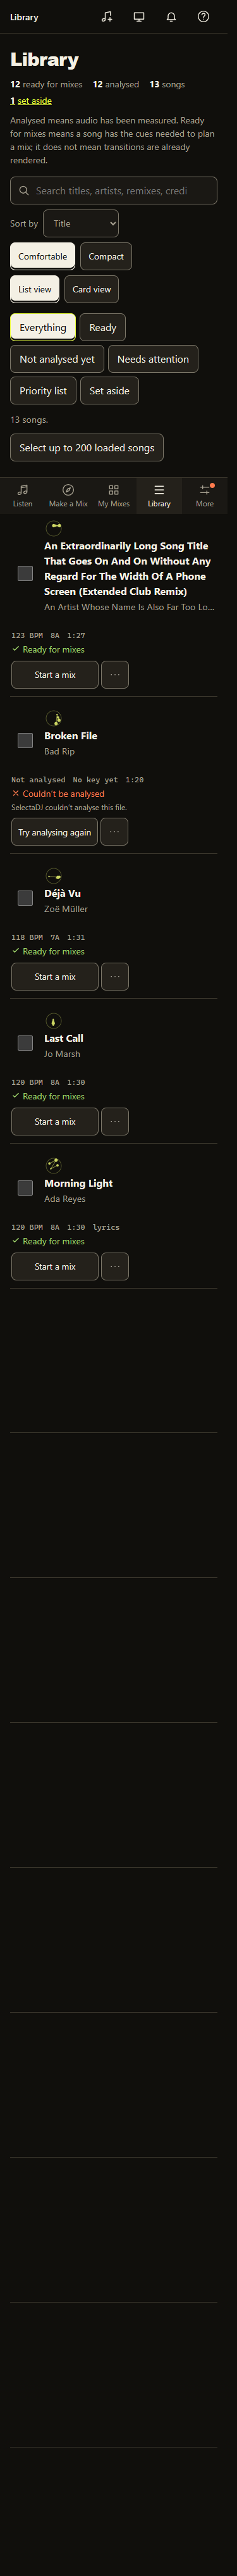 Library
Library
12 ready for mixes 12 analysed 13 songs
1 set aside
Analysed means audio has been measured. Ready
for mixes means a song has the cues needed to plan
a mix; it does not mean transitions are already
rendered.
Search titles, artists, remixes, credi
Sort by Title
Comfortable Compact
List view Card view
Everything Ready
Not analysed yet Needs attention
Priority list Set aside
13 songs.
Select up to 200 loaded songs
Listen Make a Mix My Mixes Library More
An Extraordinarily Long Song Title
That Goes On And On Without Any
Regard For The Width Of A Phone
Screen (Extended Club Remix)
An Artist Whose Name Is Also Far Too Lo...
123 BPM 8A 1:27
Ready for mixes
Start a mix ...
Broken File
Bad Rip
Not analysed No key yet 1:20
Couldn't be analysed
SelectaDJ couldn't analyse this file.
Try analysing again ...
Déjà Vu
Zoë Müller
118 BPM 7A 1:31
Ready for mixes
Start a mix ...
Last Call
Jo Marsh
120 BPM 8A 1:30
Ready for mixes
Start a mix ...
Morning Light
Ada Reyes
120 BPM 8A 1:30 lyrics
Ready for mixes
Start a mix ...